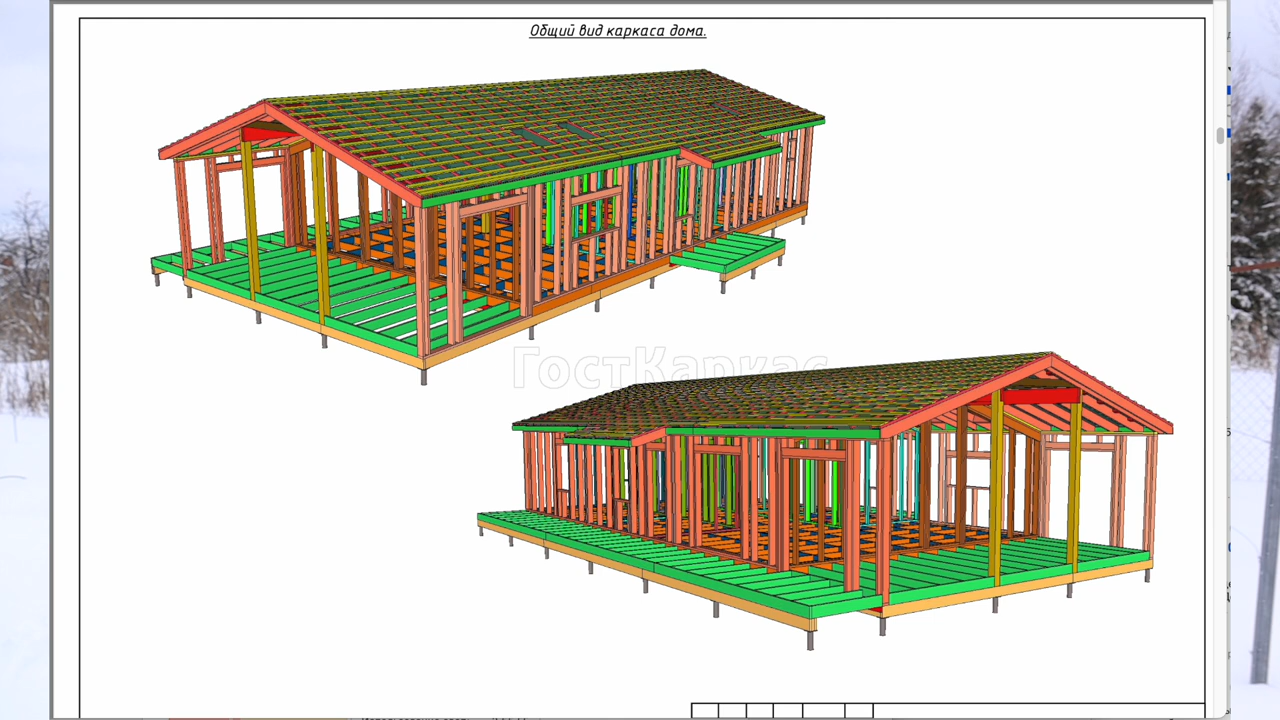 Общий вид каркаса дома.
ГостКаркас